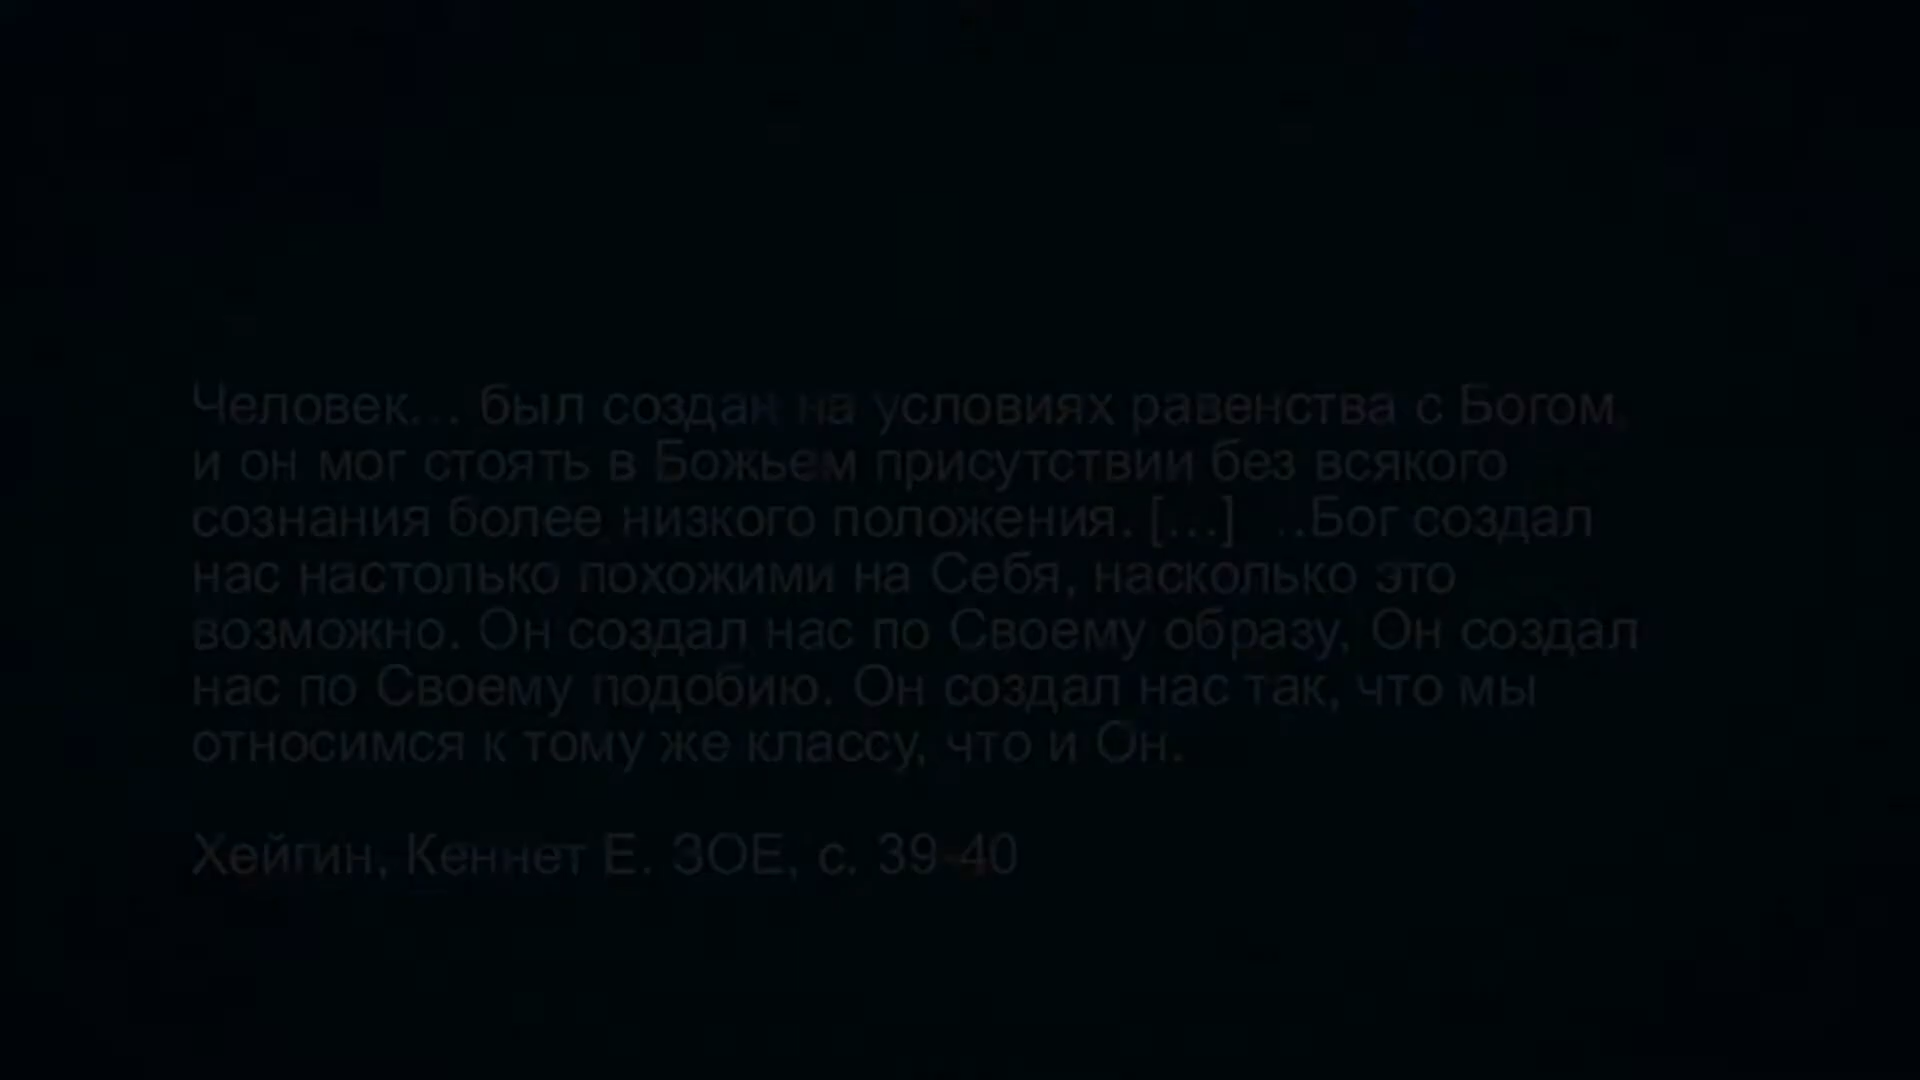 Человек… был создан на условиях равенства с Богом,
и он мог стоять в Божьем присутствии без всякого
сознания более низкого положения. […] …Бог создал
нас настолько похожими на Себя, насколько это
возможно. Он создал нас по Своему образу, Он создал
нас по Своему подобию. Он создал нас так, что мы
относимся к тому же классу, что и Он.
Хейгин, Кеннет Е. ЗОЕ, с. 39-40